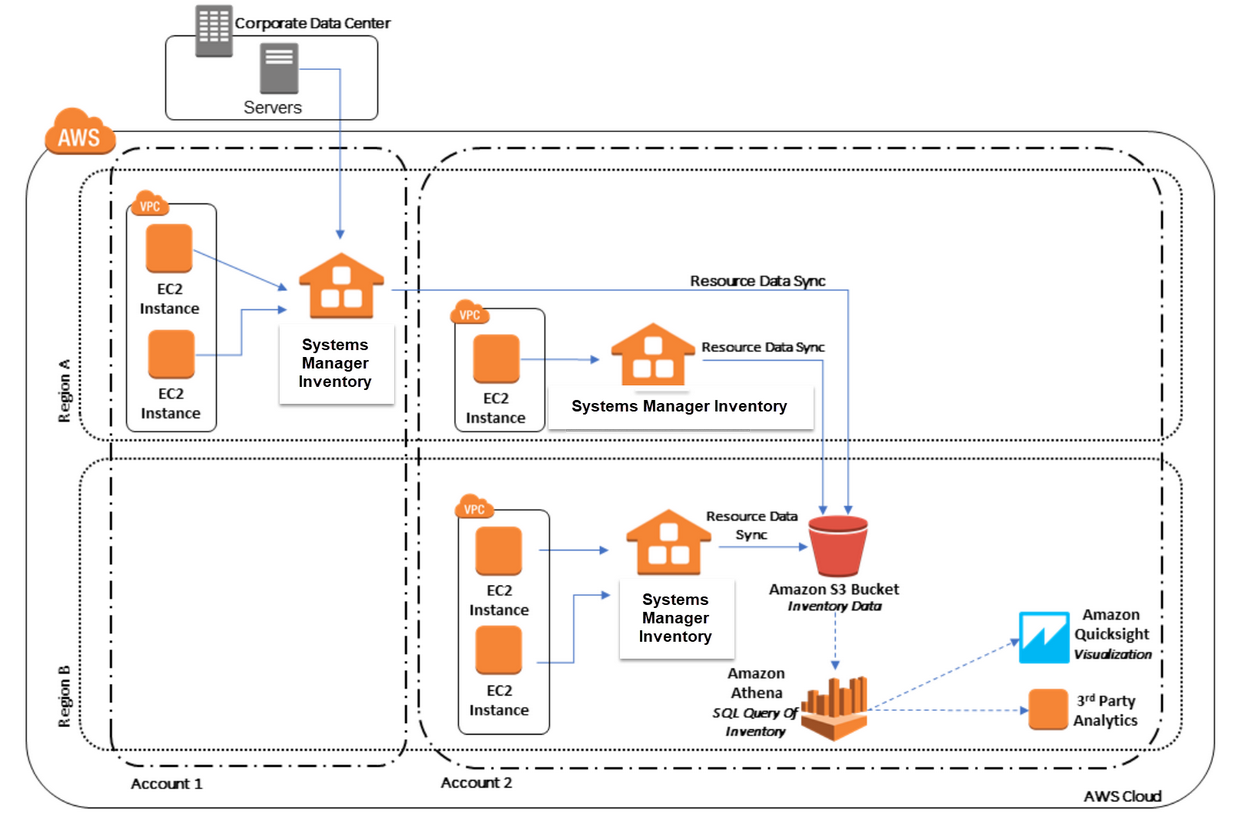 Corporate Data Center
Servers
AWS
VPC
EC2
Instance
EC2
Instance
Systems
Manager
Inventory
Region A
Resource Data Sync
VPC
EC2
Instance
Resource Data Sync
Systems Manager Inventory
VPC
EC2
Instance
EC2
Instance
Systems
Manager
Inventory
Resource Data
Sync
Amazon S3 Bucket
Inventory Data
Amazon
Athena
SQL Query Of
Inventory
Amazon
Quicksight
Visualization
3rd Party
Analytics
Region B
Account 1
Account 2
AWS Cloud